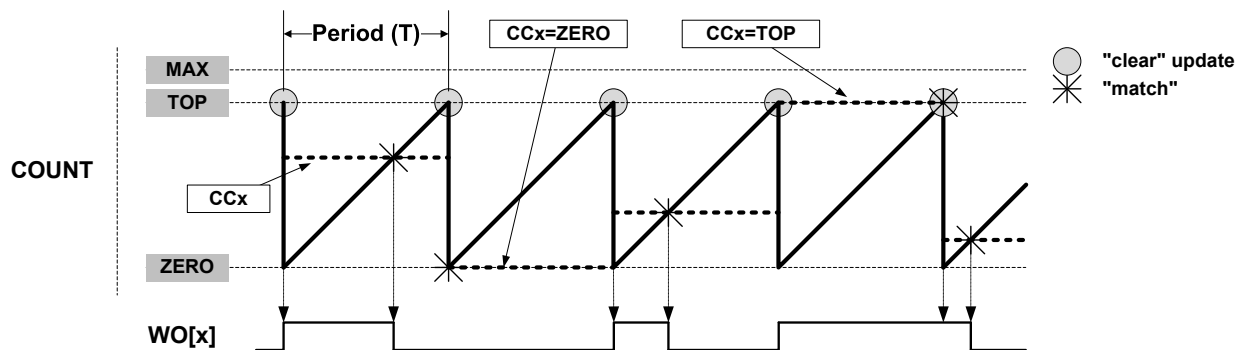 Period (T)
CCx=ZERO
CCx=TOP
"clear" update
"match"
MAX
TOP
COUNT
CCx
ZERO
WO[x]